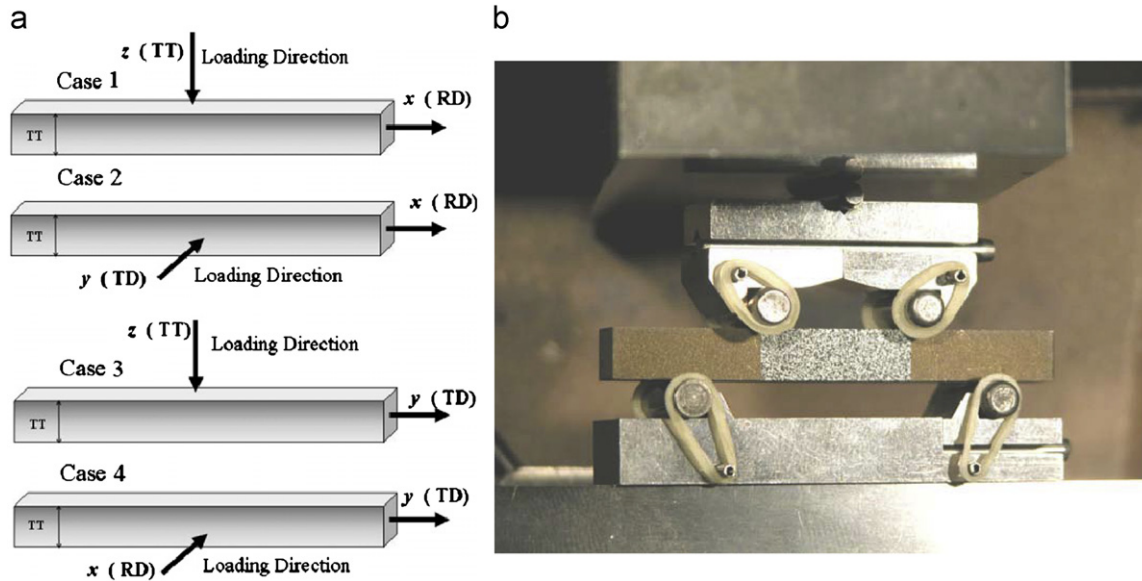 a
b
z (TT)
Loading Direction
Case 1
x (RD)
TT
Case 2
x (RD)
TT
y (TD)
Loading Direction
z (TT)
Loading Direction
Case 3
y (TD)
TT
Case 4
y (TD)
TT
x (RD)
Loading Direction